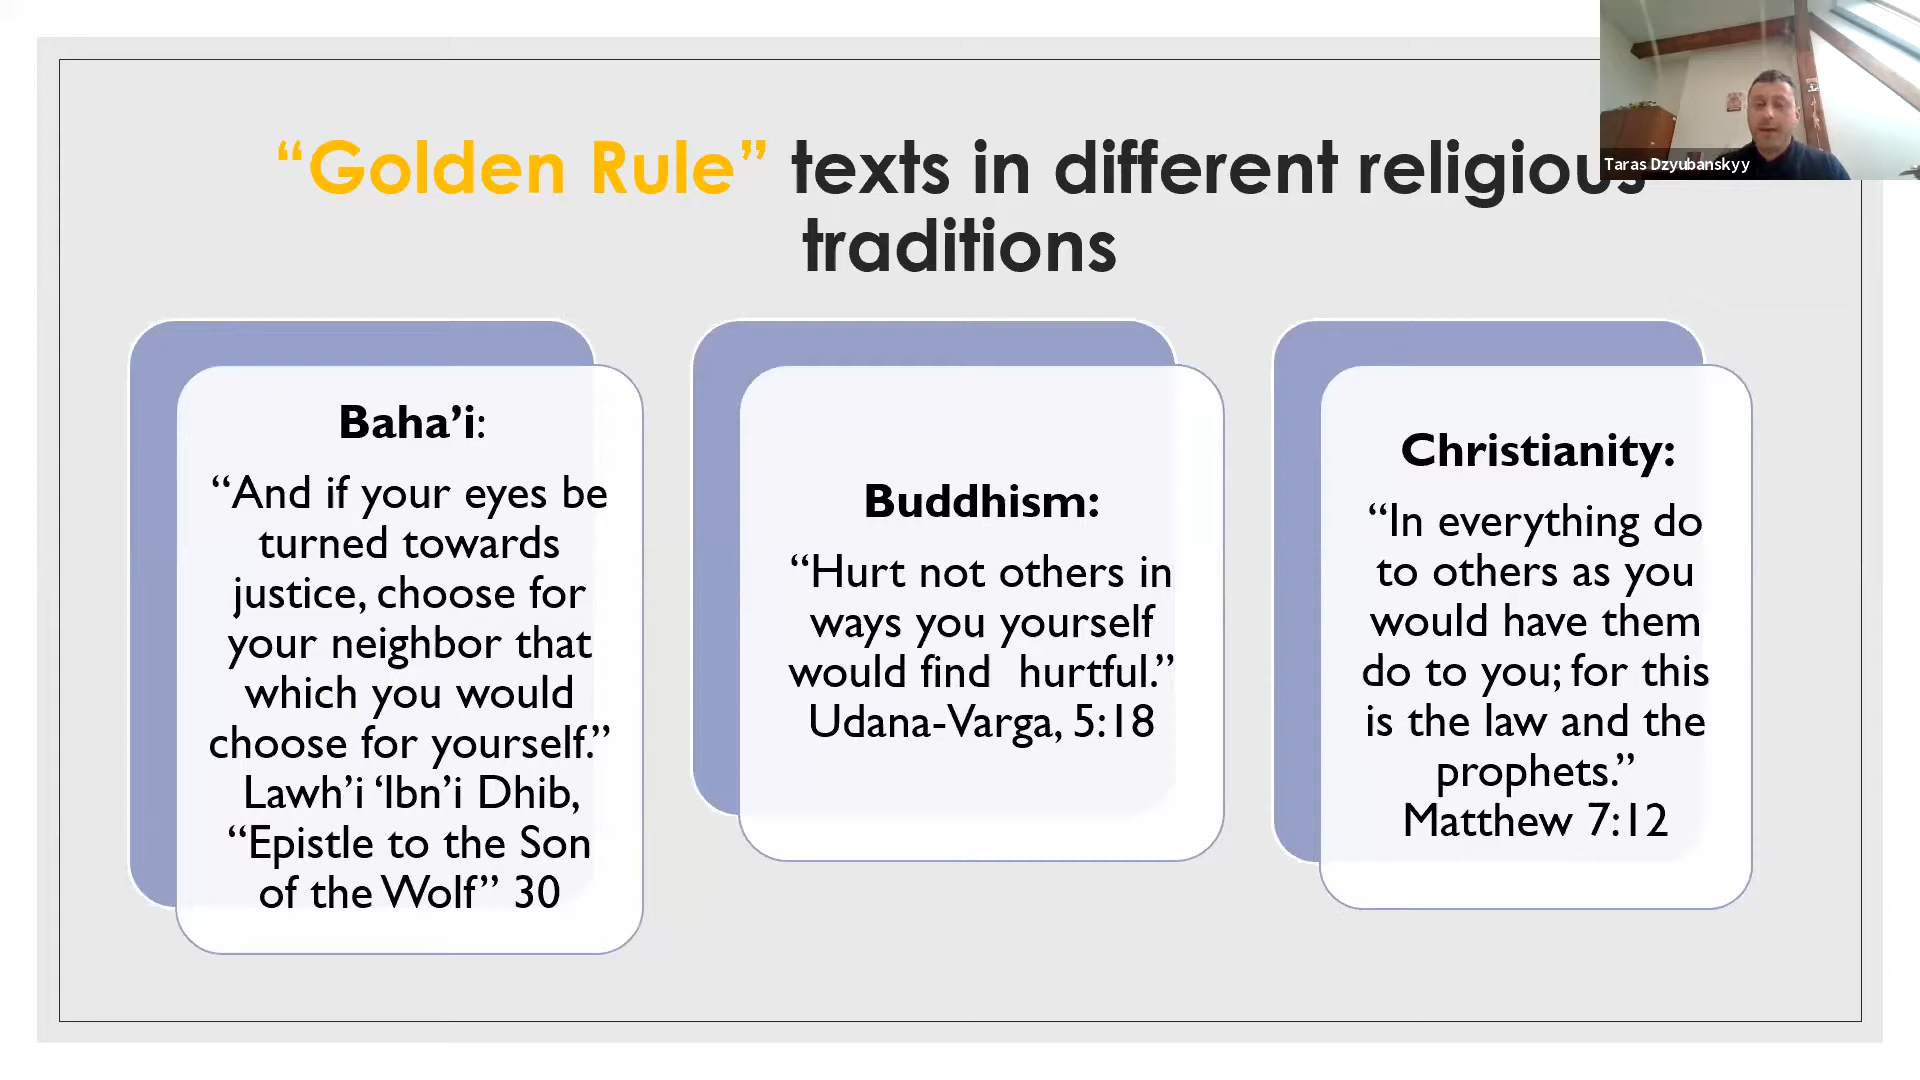 “Golden Rule” texts in different religious
traditions
Taras Dzyubanskyy
Baha’i:
“And if your eyes be
turned towards
justice, choose for
your neighbor that
which you would
choose for yourself.”
Lawh’i ‘Ibn’i Dhib,
“Epistle to the Son
of the Wolf” 30
Buddhism:
“Hurt not others in
ways you yourself
would find  hurtful.”
Udana-Varga, 5:18
Christianity:
“In everything do
to others as you
would have them
do to you; for this
is the law and the
prophets.”
Matthew 7:12